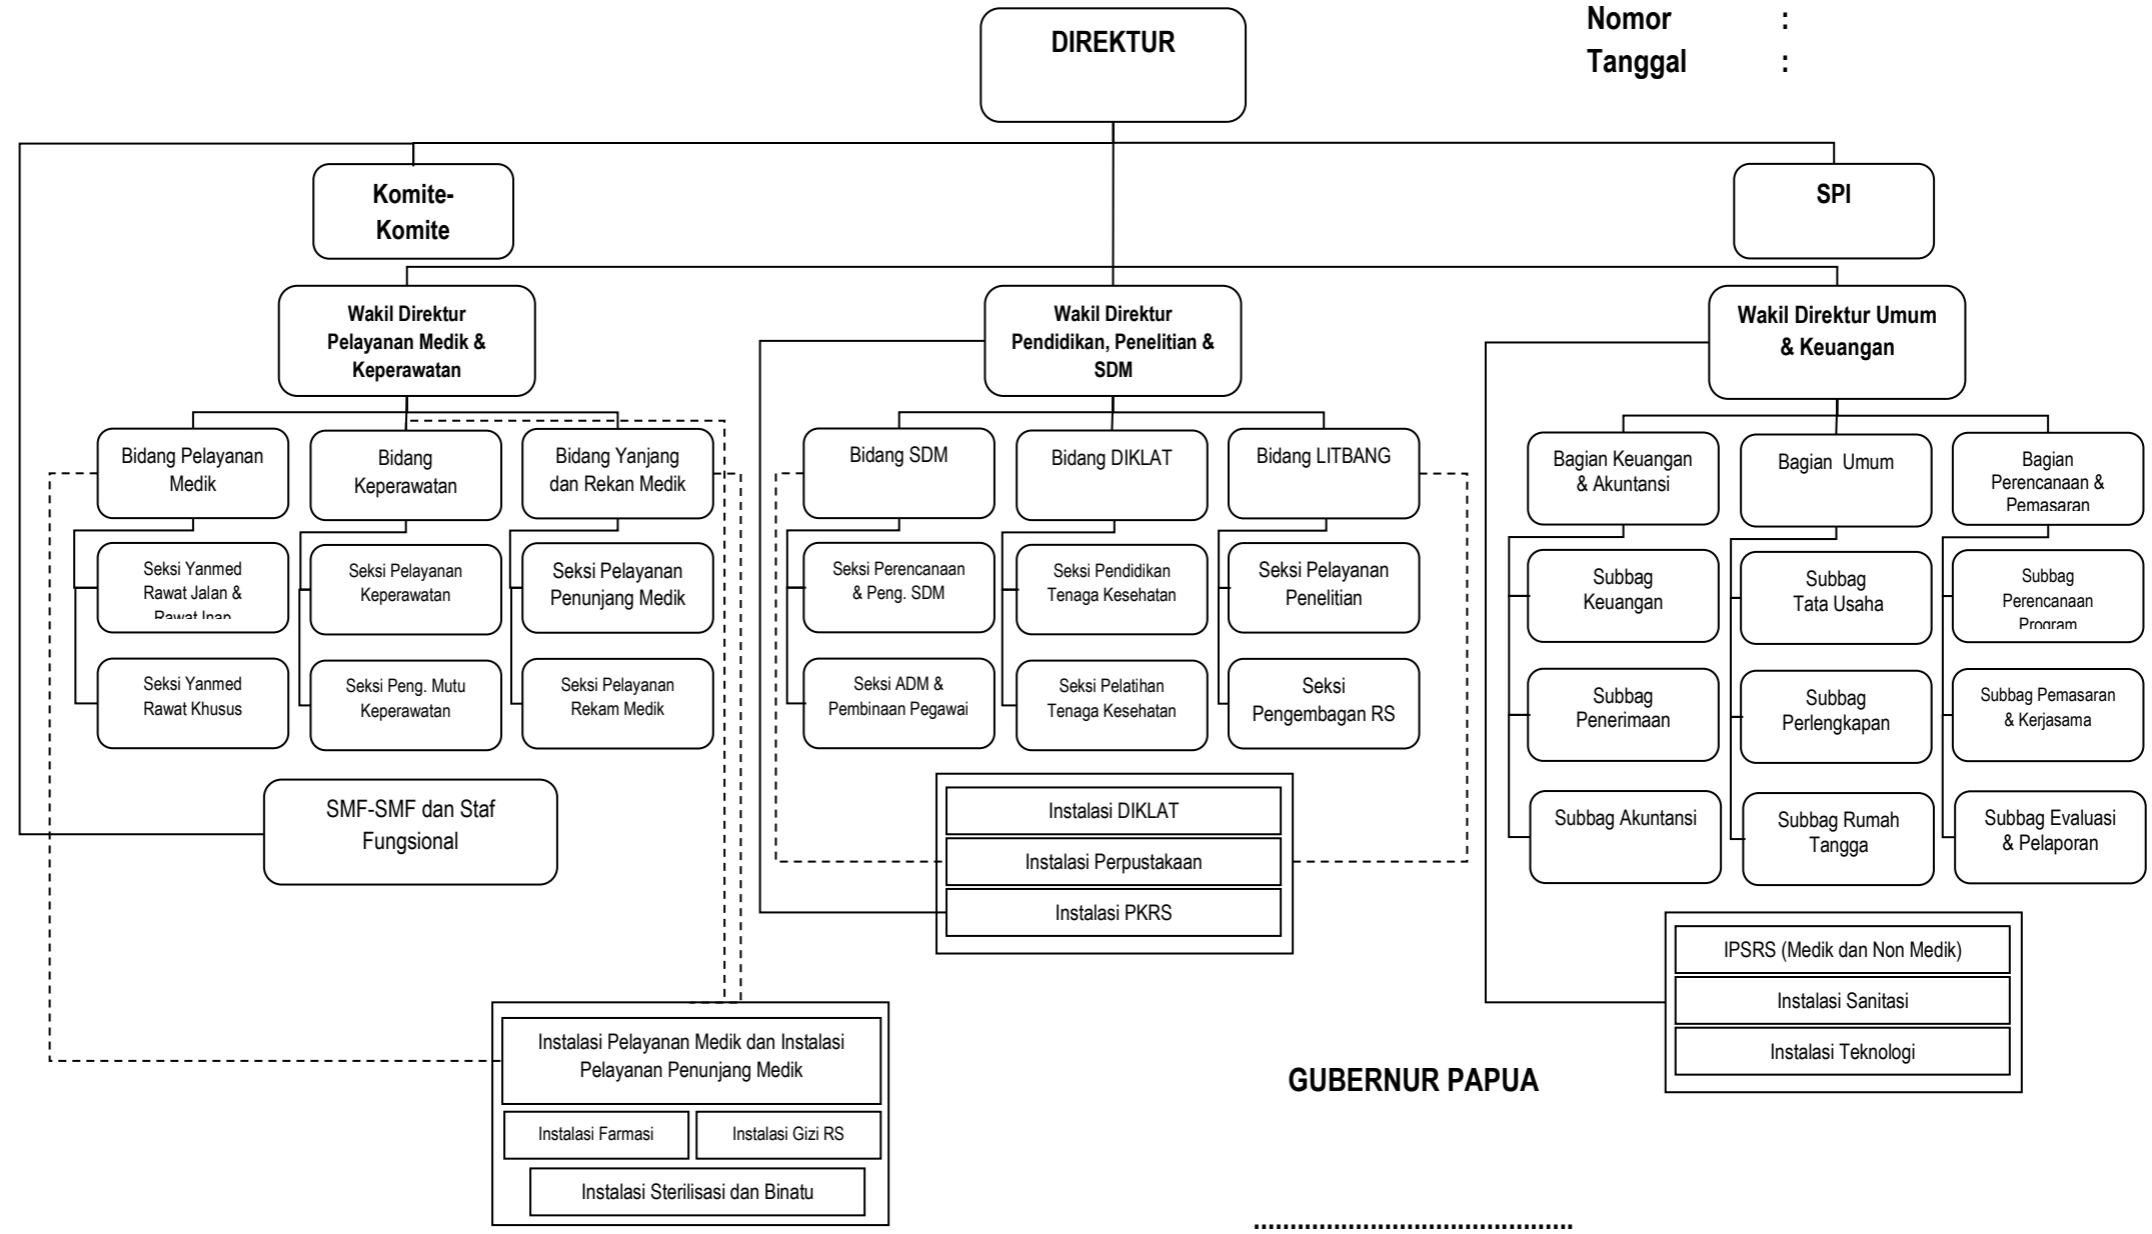 Nomor :
Tanggal :
DIREKTUR
Komite-
Komite
SPI
Wakil Direktur
Pelayanan Medik &
Keperawatan
Wakil Direktur
Pendidikan, Penelitian &
SDM
Wakil Direktur Umum
& Keuangan
Bidang Pelayanan
Medik
Bidang
Keperawatan
Bidang Yanjang
dan Rekan Medik
Bidang SDM
Bidang DIKLAT
Bidang LITBANG
Bagian Keuangan
& Akuntansi
Bagian Umum
Bagian
Perencanaan &
Pemasaran
Seksi Yanmed
Rawat Jalan &
Rawat Inap
Seksi Pelayanan
Keperawatan
Seksi Pelayanan
Penunjang Medik
Seksi Perencanaan
& Peng. SDM
Seksi Pendidikan
Tenaga Kesehatan
Seksi Pelayanan
Penelitian
Subbag
Keuangan
Subbag
Tata Usaha
Subbag
Perencanaan
Program
Seksi Yanmed
Rawat Khusus
Seksi Peng. Mutu
Keperawatan
Seksi Pelayanan
Rekam Medik
Seksi ADM &
Pembinaan Pegawai
Seksi Pelatihan
Tenaga Kesehatan
Seksi
Pengembagan RS
Subbag
Penerimaan
Subbag
Perlengkapan
Subbag Pemasaran
& Kerjasama
SMF-SMF dan Staf
Fungsional
Instalasi DIKLAT
Instalasi Perpustakaan
Instalasi PKRS
Subbag Akuntansi
Subbag Rumah
Tangga
Subbag Evaluasi
& Pelaporan
IPSRS (Medik dan Non Medik)
Instalasi Sanitasi
Instalasi Teknologi
Instalasi Pelayanan Medik dan Instalasi
Pelayanan Penunjang Medik
Instalasi Farmasi
Instalasi Gizi RS
Instalasi Sterilisasi dan Binatu
GUBERNUR PAPUA
............................................